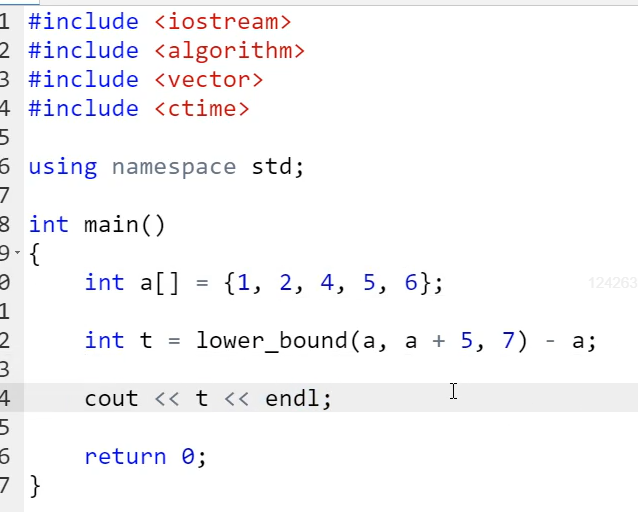 1 #include <iostream>
2 #include <algorithm>
3 #include <vector>
4 #include <ctime>
5
6 using namespace std;
7
8 int main()
9 {
0 int a[] = {1, 2, 4, 5, 6};
124263
1
2 int t = lower_bound(a, a + 5, 7) - a;
3
4 cout << t << endl;
5
6 return 0;
7 }